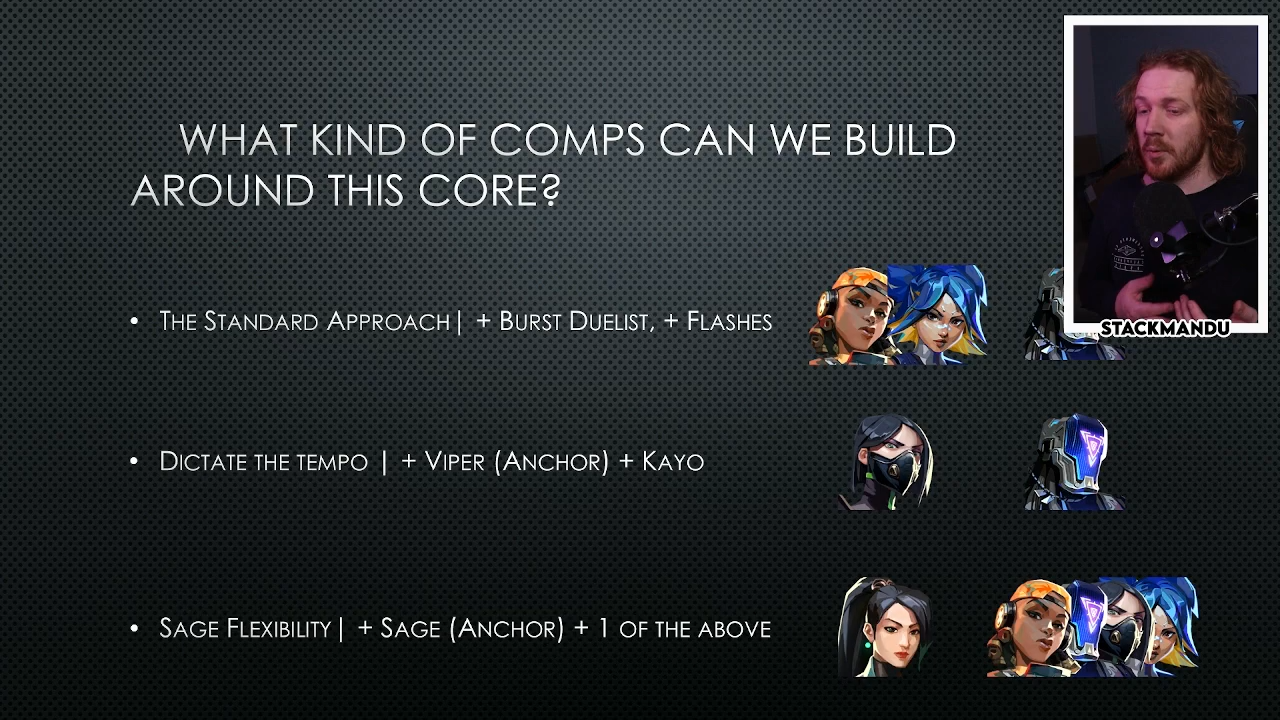 WHAT KIND OF COMPS CAN WE BUILD
AROUND THIS CORE?
• THE STANDARD APPROACH| + BURST DUELIST, + FLASHES
STACKMANDU
• DICTATE THE TEMPO | + VIPER (ANCHOR) + KAYO
• SAGE FLEXIBILITY| + SAGE (ANCHOR) + 1 OF THE ABOVE